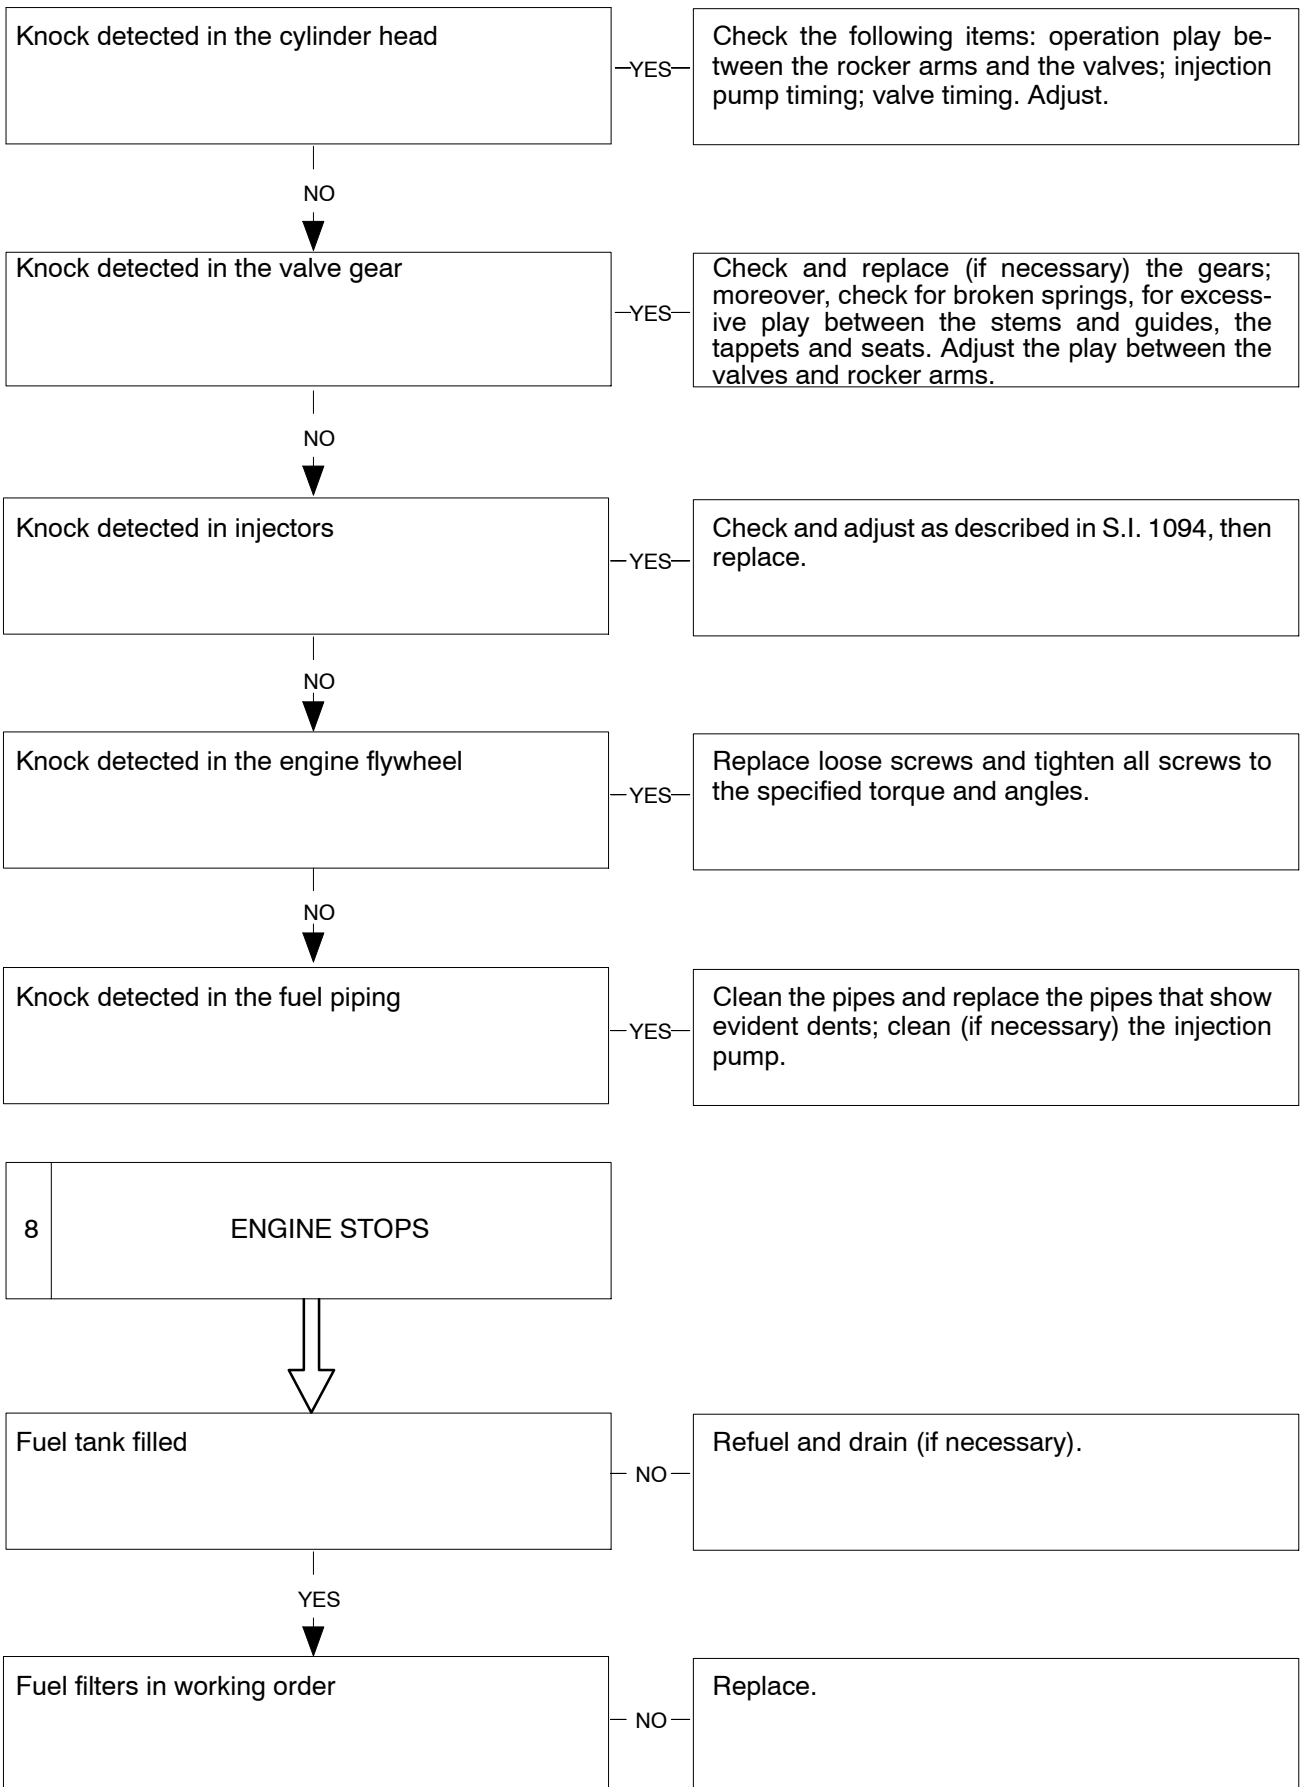 Knock detected in the cylinder head
YES
Check the following items: operation play be-
tween the rocker arms and the valves; injection
pump timing; valve timing. Adjust.
NO
Knock detected in the valve gear
YES
Check and replace (if necessary) the gears;
moreover, check for broken springs, for excess-
ive play between the stems and guides, the
tappets and seats. Adjust the play between the
valves and rocker arms.
NO
Knock detected in injectors
YES
Check and adjust as described in S.I. 1094, then
replace.
NO
Knock detected in the engine flywheel
YES
Replace loose screws and tighten all screws to
the specified torque and angles.
NO
Knock detected in the fuel piping
YES
Clean the pipes and replace the pipes that show
evident dents; clean (if necessary) the injection
pump.
8 ENGINE STOPS
Fuel tank filled
NO
Refuel and drain (if necessary).
YES
Fuel filters in working order
NO
Replace.